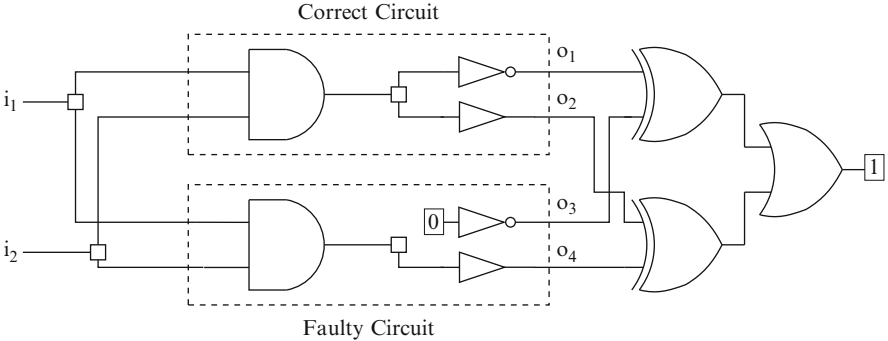 Correct Circuit
o₁
i₁
o₂
1
0
o₃
i₂
o₄
Faulty Circuit